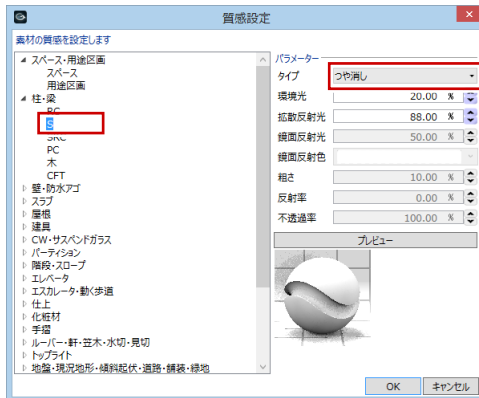 質感設定
素材の質感を設定します
スペース・用途区画
スペース
用途区画
柱・梁
RC
S
SRC
PC
木
CFT
壁・防水アゴ
スラブ
屋根
建具
CW・サスペンドガラス
パーティション
階段・スロープ
エレベータ
エスカレータ・動く歩道
仕上
化粧材
手摺
ルーバー・軒・笠木・水切・見切
トップライト
地盤・現況地形・傾斜起伏・道路・舗装・緑地
パラメーター
タイプ つや消し
環境光 20.00 %
拡散反射光 88.00 %
鏡面反射光 50.00 %
鏡面反射色
粗さ 10.00 %
反射率 0.00 %
不透過率 100.00 %
プレビュー
OK キャンセル